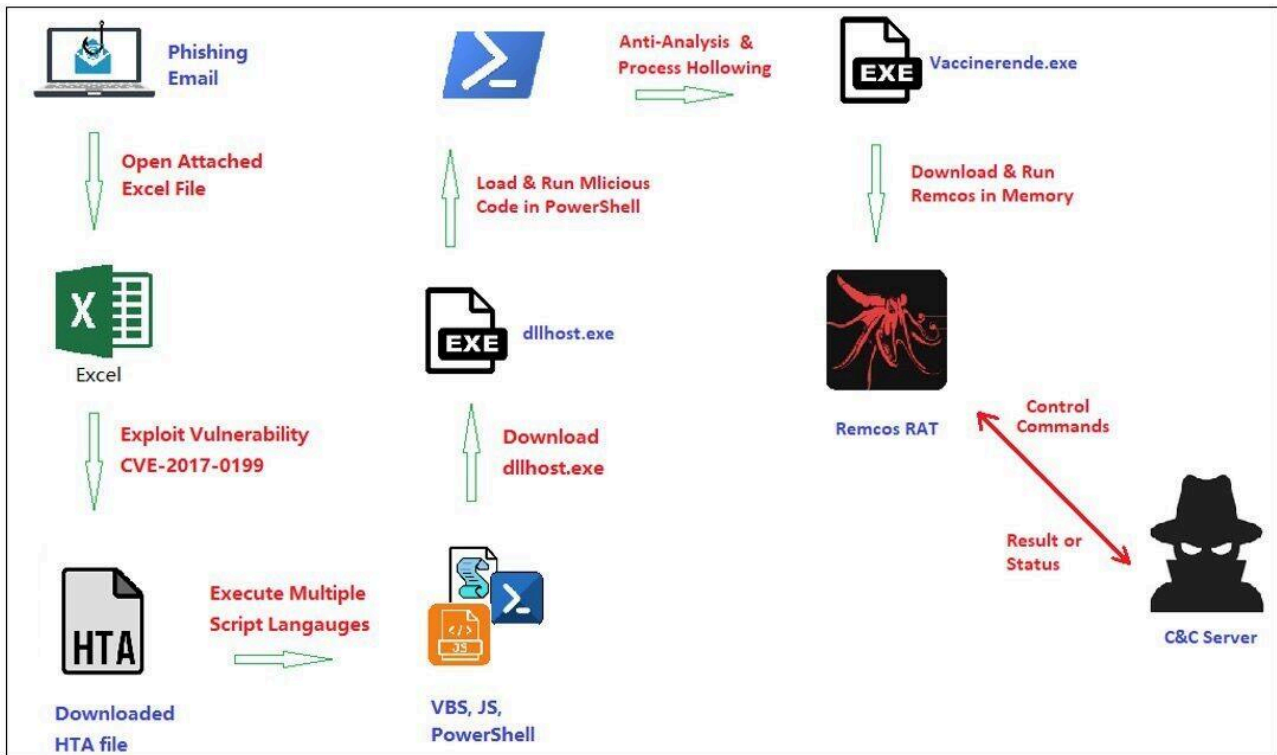 Phishing
Email
Open Attached
Excel File
X
Excel
Exploit Vulnerability
CVE-2017-0199
HTA
Downloaded
HTA file
Execute Multiple
Script Langauges
</>
JS
VBS, JS,
PowerShell
Download
dllhost.exe
EXE
dllhost.exe
Load & Run Mlicious
Code in PowerShell
Anti-Analysis &
Process Hollowing
EXE
Vaccinerende.exe
Download & Run
Remcos in Memory
Remcos RAT
Control
Commands
Result or
Status
C&C Server